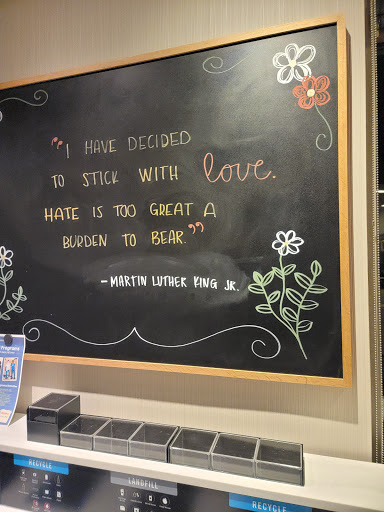 "I HAVE DECIDED
TO STICK WITH love.
HATE IS TOO GREAT A
BURDEN TO BEAR."
-MARTIN LUTHER KING JR.
RECYCLE
LANDFILL
RECYCLE